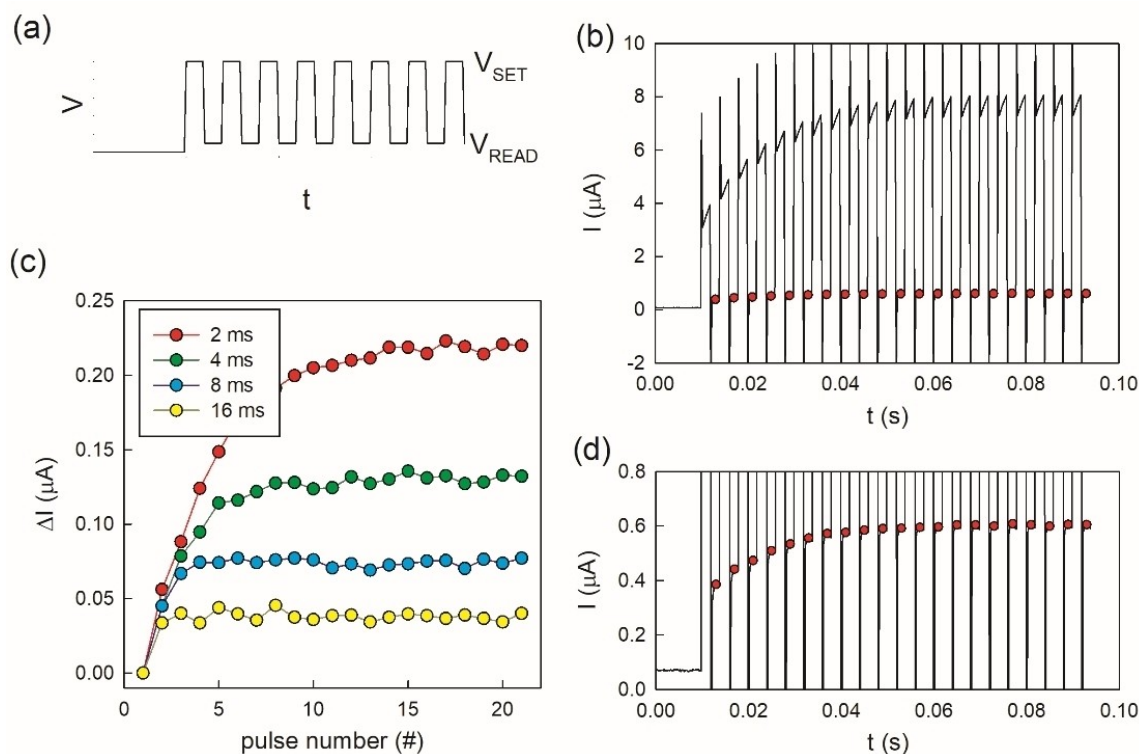 (a)
V
V_SET
V_READ
t
(b)
10
8
6
4
2
0
-2
I (μA)
0.00 0.02 0.04 0.06 0.08 0.10
t (s)
(c)
0.25
0.20
0.15
0.10
0.05
0.00
ΔI (μA)
2 ms
4 ms
8 ms
16 ms
0 5 10 15 20
pulse number (#)
(d)
0.8
0.6
0.4
0.2
0.0
I (μA)
0.00 0.02 0.04 0.06 0.08 0.10
t (s)